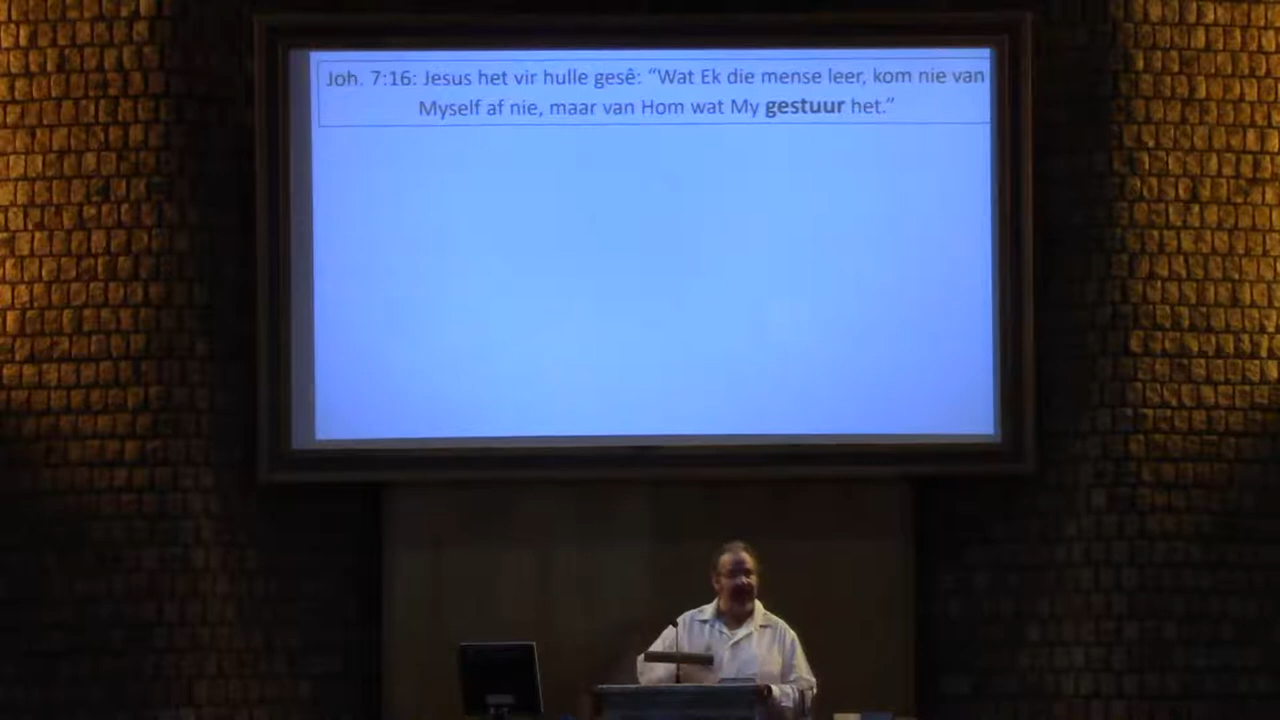 Joh. 7:16: Jesus het vir hulle gesê: “Wat Ek die mense leer, kom nie van
Myself af nie, maar van Hom wat My gestuur het.”